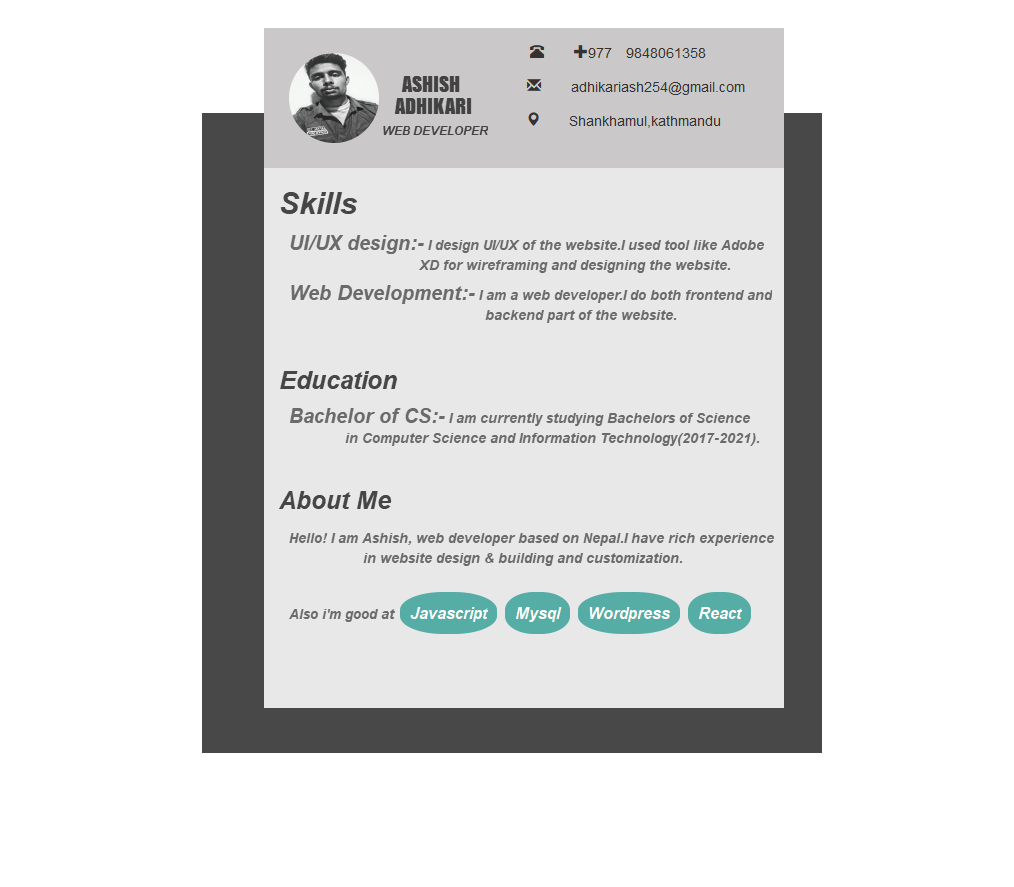 ASHISH
ADHIKARI
WEB DEVELOPER
+977 9848061358
adhikariash254@gmail.com
Shankhamul,kathmandu
Skills
UI/UX design:- I design UI/UX of the website.I used tool like Adobe
XD for wireframing and designing the website.
Web Development:- I am a web developer.I do both frontend and
backend part of the website.
Education
Bachelor of CS:- I am currently studying Bachelors of Science
in Computer Science and Information Technology(2017-2021).
About Me
Hello! I am Ashish, web developer based on Nepal.I have rich experience
in website design & building and customization.
Also i'm good at Javascript Mysql Wordpress React